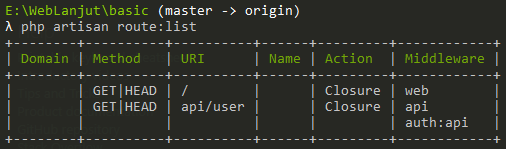 E:\WebLanjut\basic (master -> origin)
λ php artisan route:list
+--------+----------+----------+------+---------+------------+
| Domain | Method   | URI      | Name | Action  | Middleware |
+--------+----------+----------+------+---------+------------+
|        | GET|HEAD | /        |      | Closure | web        |
|        | GET|HEAD | api/user |      | Closure | api        |
|        |          |          |      |         | auth:api   |
+--------+----------+----------+------+---------+------------+